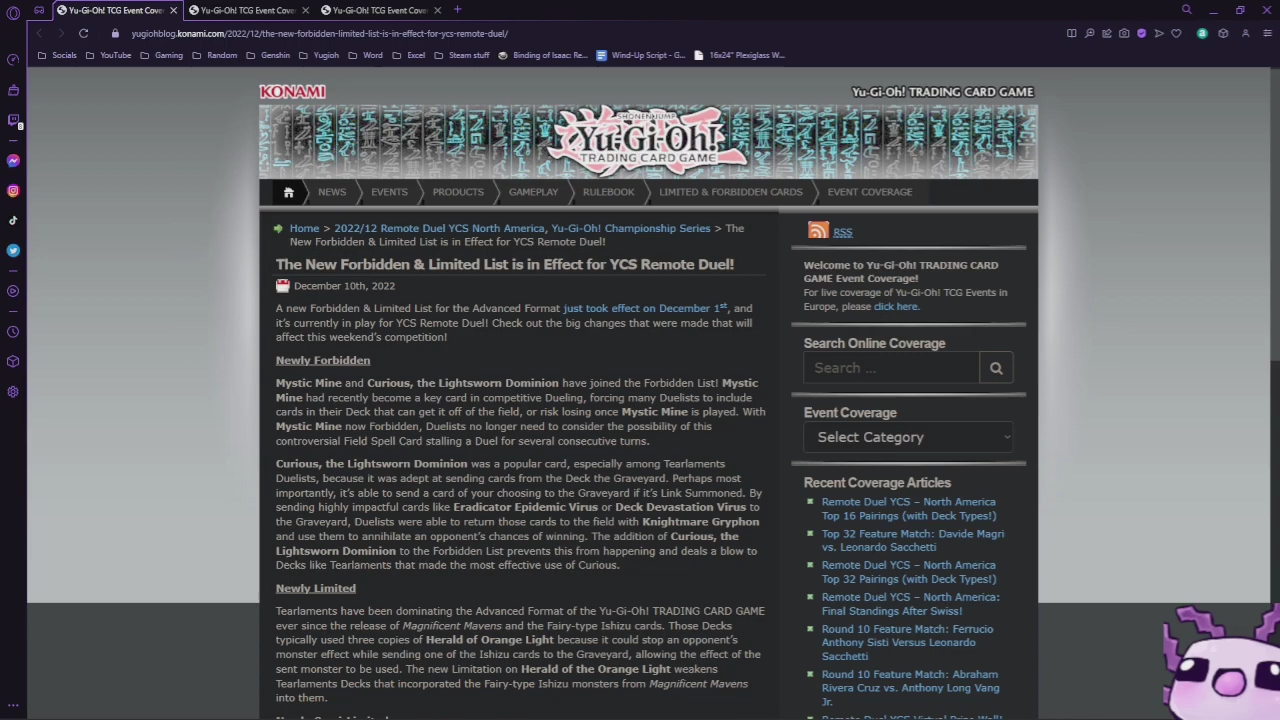 Yu-Gi-Oh! TCG Event Cove
Yu-Gi-Oh! TCG Event Cover
Yu-Gi-Oh! TCG Event Cove
yugiohblog.konami.com/2022/12/the-new-forbidden-limited-list-is-in-effect-for-ycs-remote-duel/
Socials
YouTube
Gaming
Random
Genshin
Yugioh
Word
Excel
Steam stuff
Binding of Isaac: Re...
Wind-Up Script - G...
16x24" Plexiglass W...
8
KONAMI
Yu-Gi-Oh! TRADING CARD GAME
SHONEN JUMP
Yu-Gi-Oh!
TRADING CARD GAME
NEWS
EVENTS
PRODUCTS
GAMEPLAY
RULEBOOK
LIMITED & FORBIDDEN CARDS
EVENT COVERAGE
Home > 2022/12 Remote Duel YCS North America, Yu-Gi-Oh! Championship Series > The
New Forbidden & Limited List is in Effect for YCS Remote Duel!
The New Forbidden & Limited List is in Effect for YCS Remote Duel!
December 10th, 2022
A new Forbidden & Limited List for the Advanced Format just took effect on December 1st, and
it's currently in play for YCS Remote Duel! Check out the big changes that were made that will
affect this weekend's competition!
Newly Forbidden
Mystic Mine and Curious, the Lightsworn Dominion have joined the Forbidden List! Mystic
Mine had recently become a key card in competitive Dueling, forcing many Duelists to include
cards in their Deck that can get it off of the field, or risk losing once Mystic Mine is played. With
Mystic Mine now Forbidden, Duelists no longer need to consider the possibility of this
controversial Field Spell Card stalling a Duel for several consecutive turns.
Curious, the Lightsworn Dominion was a popular card, especially among Tearlaments
Duelists, because it was adept at sending cards from the Deck the Graveyard. Perhaps most
importantly, it's able to send a card of your choosing to the Graveyard if it's Link Summoned. By
sending highly impactful cards like Eradicator Epidemic Virus or Deck Devastation Virus to
the Graveyard, Duelists were able to return those cards to the field with Knightmare Gryphon
and use them to annihilate an opponent's chances of winning. The addition of Curious, the
Lightsworn Dominion to the Forbidden List prevents this from happening and deals a blow to
Decks like Tearlaments that made the most effective use of Curious.
Newly Limited
Tearlaments have been dominating the Advanced Format of the Yu-Gi-Oh! TRADING CARD GAME
ever since the release of Magnificent Mavens and the Fairy-type Ishizu cards. Those Decks
typically used three copies of Herald of Orange Light because it could stop an opponent's
monster effect while sending one of the Ishizu cards to the Graveyard, allowing the effect of the
sent monster to be used. The new Limitation on Herald of the Orange Light weakens
Tearlaments Decks that incorporated the Fairy-type Ishizu monsters from Magnificent Mavens
into them.
RSS
Welcome to Yu-Gi-Oh! TRADING CARD
GAME Event Coverage!
For live coverage of Yu-Gi-Oh! TCG Events in
Europe, please click here.
Search Online Coverage
Search ...
Event Coverage
Select Category
Recent Coverage Articles
Remote Duel YCS – North America
Top 16 Pairings (with Deck Types!)
Top 32 Feature Match: Davide Magri
vs. Leonardo Sacchetti
Remote Duel YCS – North America
Top 32 Pairings (with Deck Types!)
Remote Duel YCS – North America:
Final Standings After Swiss!
Round 10 Feature Match: Ferrucio
Anthony Sisti Versus Leonardo
Sacchetti
Round 10 Feature Match: Abraham
Rivera Cruz vs. Anthony Long Vang
Jr.
Remote Duel YCS Virtual Prize Wall!